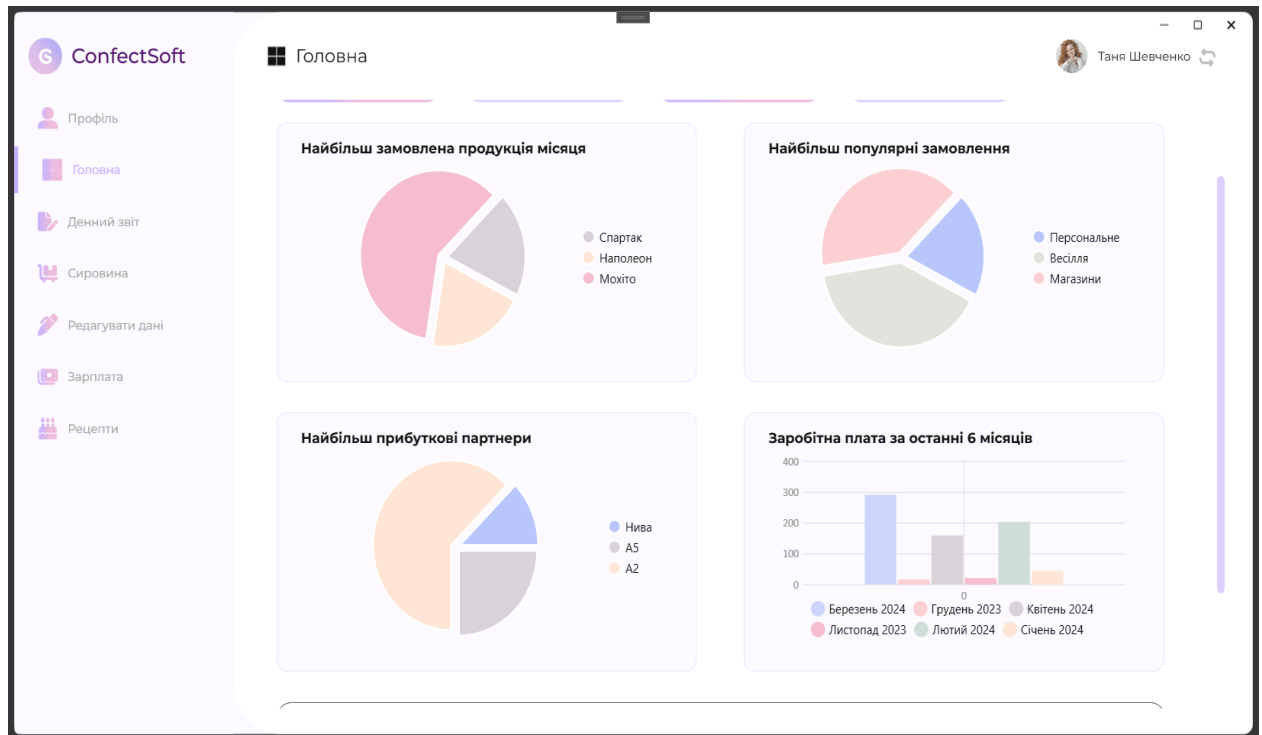 G
ConfectSoft
Головна
Таня Шевченко
Профіль
Головна
Денний звіт
Сировина
Редагувати дані
Зарплата
Рецепти
Найбільш замовлена продукція місяця
Спартак
Наполеон
Мохіто
Найбільш популярні замовлення
Персональне
Весілля
Магазини
Найбільш прибуткові партнери
Нива
А5
А2
Заробітна плата за останні 6 місяців
400
300
200
100
0
0
Березень 2024 Грудень 2023 Квітень 2024
Листопад 2023 Лютий 2024 Січень 2024